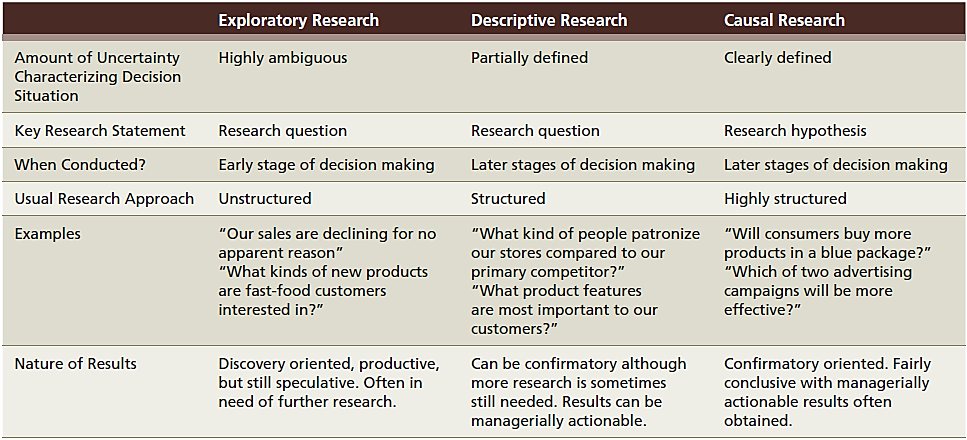 Exploratory Research Descriptive Research Causal Research
Amount of Uncertainty Characterizing Decision Situation Highly ambiguous Partially defined Clearly defined
Key Research Statement Research question Research question Research hypothesis
When Conducted? Early stage of decision making Later stages of decision making Later stages of decision making
Usual Research Approach Unstructured Structured Highly structured
Examples
“Our sales are declining for no
apparent reason”
“What kinds of new products
are fast-food customers
interested in?”
“What kind of people patronize
our stores compared to our
primary competitor?”
“What product features
are most important to our
customers?”
“Will consumers buy more
products in a blue package?”
“Which of two advertising
campaigns will be more
effective?”
Nature of Results
Discovery oriented, productive,
but still speculative. Often in
need of further research.
Can be confirmatory although
more research is sometimes
still needed. Results can be
managerially actionable.
Confirmatory oriented. Fairly
conclusive with managerially
actionable results often
obtained.